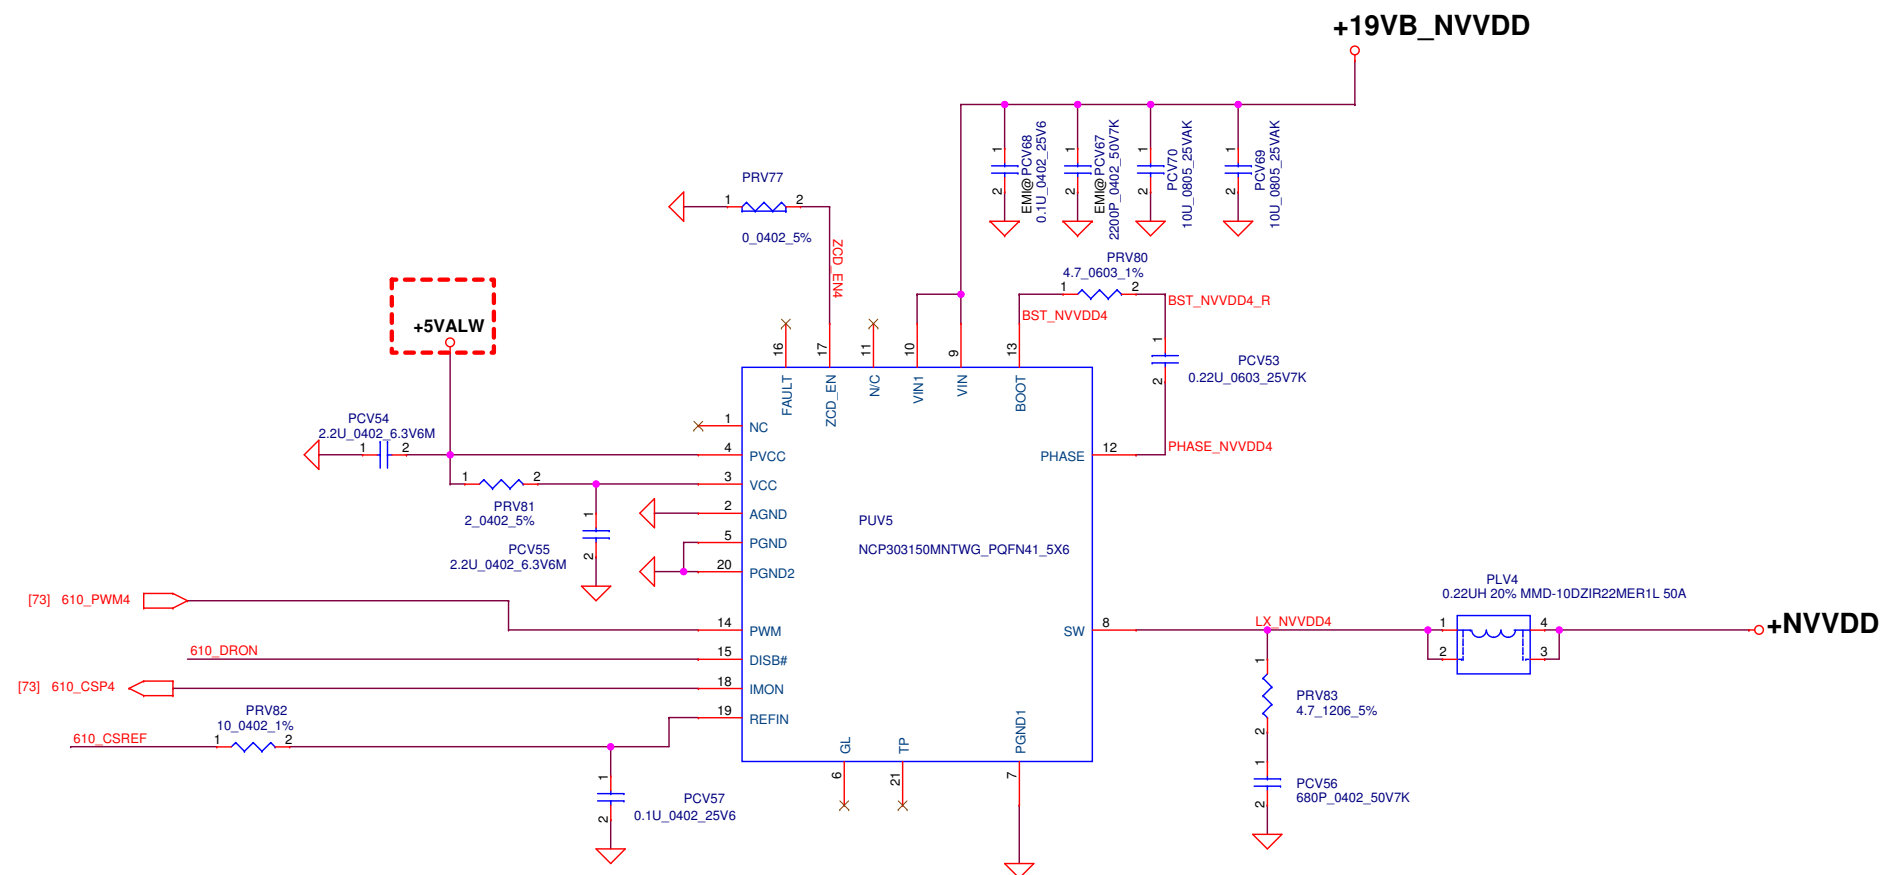 +19VB_NVVDD
1
2
EMI@PCV68
0.1U_0402_25V6
1
2
EMI@PCV67
2200P_0402_50V7K
1
2
PCV70
10U_0805_25VAK
1
2
PCV69
10U_0805_25VAK
PRV77
1
2
0_0402_5%
ZCD_EN4
PRV80
4.7_0603_1%
1
2
BST_NVVDD4_R
BST_NVVDD4
+5VALW
1
PCV53
0.22U_0603_25V7K
2
16
17
11
10
9
13
FAULT
ZCD_EN
N/C
VIN1
VIN
BOOT
PCV54
2.2U_0402_6.3V6M
1
2
1
NC
4
PVCC
PHASE
12
PHASE_NVVDD4
1
2
3
VCC
PRV81
2_0402_5%
1
2
PCV55
2.2U_0402_6.3V6M
2
AGND
5
PGND
20
PGND2
PUV5
NCP303150MNTWG_PQFN41_5X6
[73] 610_PWM4
14
PWM
610_DRON
15
DISB#
[73] 610_CSP4
18
IMON
19
REFIN
PRV82
10_0402_1%
610_CSREF
1
2
1
2
PCV57
0.1U_0402_25V6
GL
TP
PGND1
6
21
7
SW
8
LX_NVVDD4
PLV4
0.22UH 20% MMD-10DZIR22MER1L 50A
1
4
2
3
+NVVDD
1
PRV83
4.7_1206_5%
2
1
PCV56
680P_0402_50V7K
2